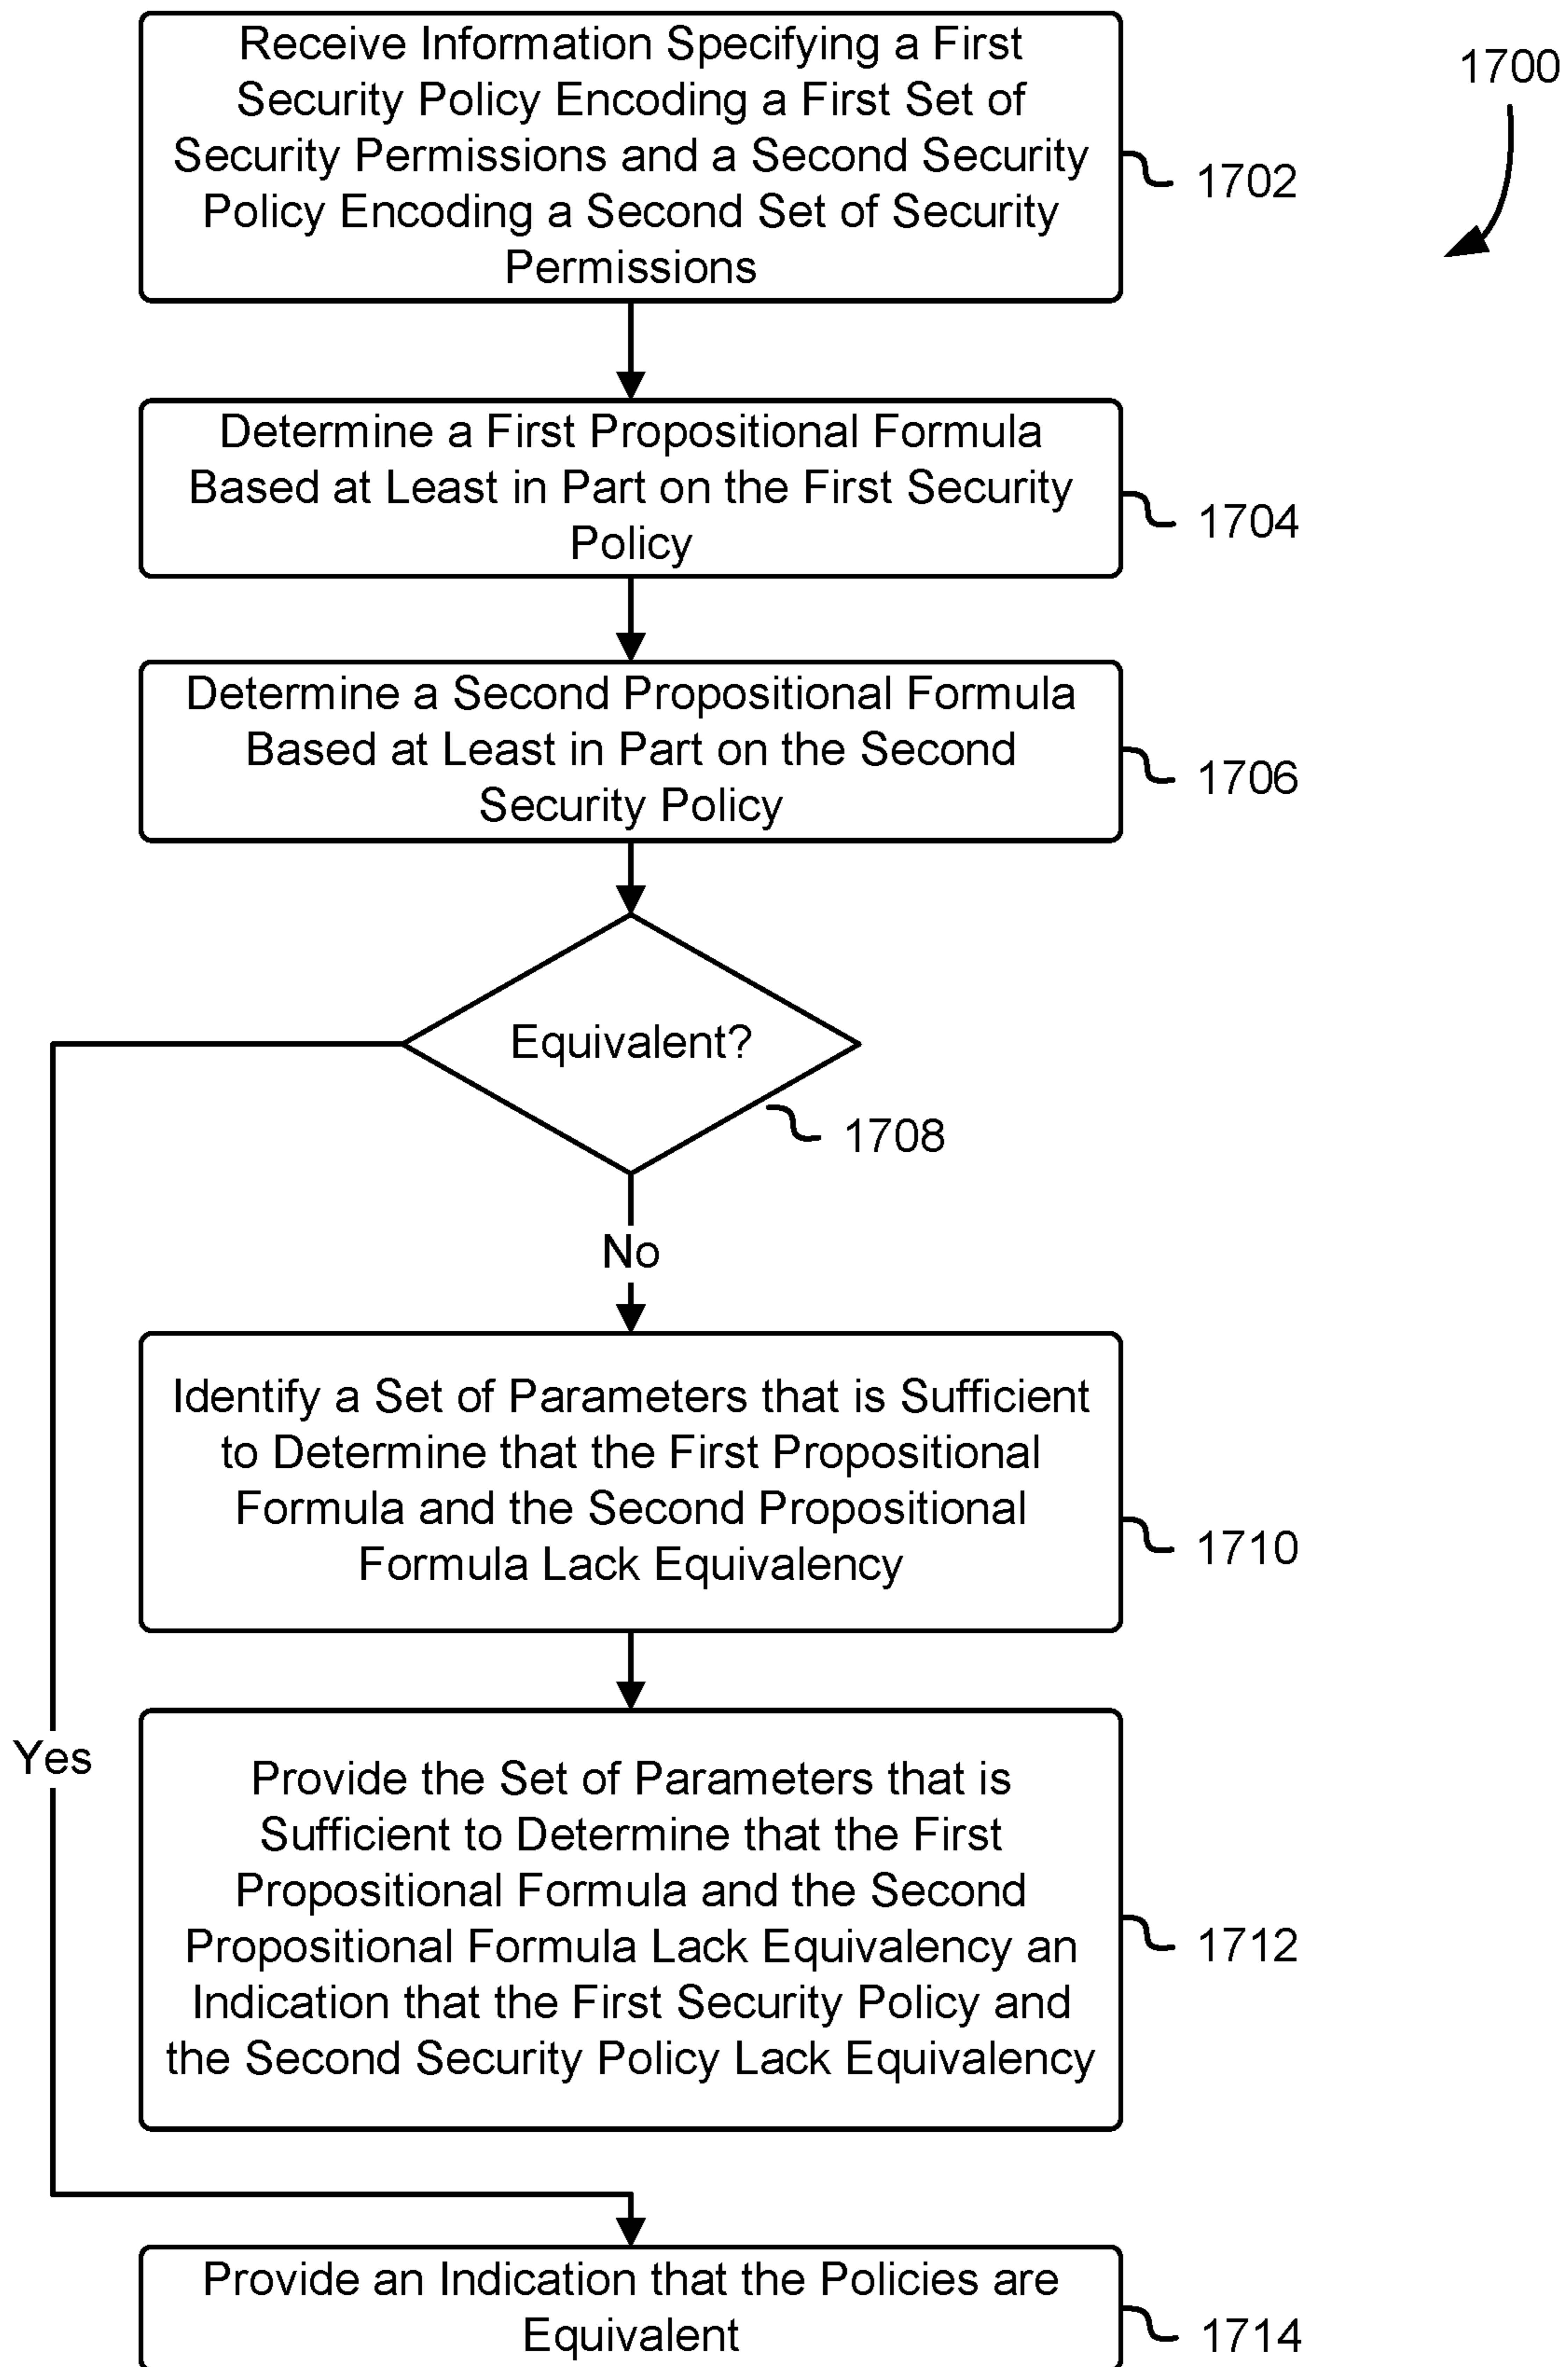 Receive Information Specifying a First
Security Policy Encoding a First Set of
Security Permissions and a Second Security
Policy Encoding a Second Set of Security
Permissions
1700
1702
Determine a First Propositional Formula
Based at Least in Part on the First Security
Policy
1704
Determine a Second Propositional Formula
Based at Least in Part on the Second
Security Policy
1706
Equivalent?
1708
No
Identify a Set of Parameters that is Sufficient
to Determine that the First Propositional
Formula and the Second Propositional
Formula Lack Equivalency
1710
Yes
Provide the Set of Parameters that is
Sufficient to Determine that the First
Propositional Formula and the Second
Propositional Formula Lack Equivalency an
Indication that the First Security Policy and
the Second Security Policy Lack Equivalency
1712
Provide an Indication that the Policies are
Equivalent
1714